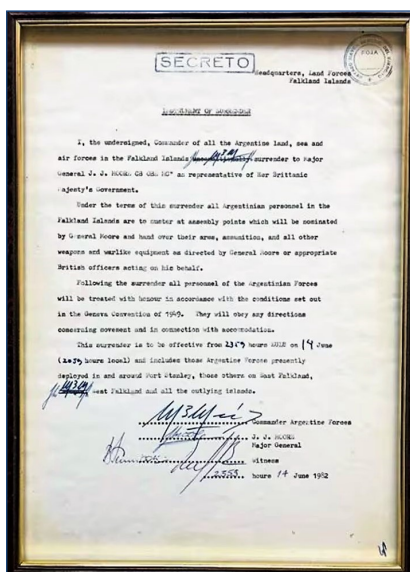 SECRETO
FOJA
Headquarters, Land Forces
Falkland Islands
INSTRUMENT OF SURRENDER
I, the undersigned, Commander of all the Argentine land, sea and
air forces in the Falkland Islands surrender to Major
General J. J. MOORE CB OBE MC* as representative of Her Brittanic
Majesty's Government.
Under the terms of this surrender all Argentinian personnel in the
Falkland Islands are to muster at assembly points which will be nominated
by General Moore and hand over their arms, ammunition, and all other
weapons and warlike equipment as directed by General Moore or appropriate
British officers acting on his behalf.
Following the surrender all personnel of the Argentinian Forces
will be treated with honour in accordance with the conditions set out
in the Geneva Convention of 1949. They will obey any directions
concerning movement and in connection with accommodation.
This surrender is to be effective from 2359 hours ZULU on 14 June
(2059 hours local) and includes those Argentine Forces presently
deployed in and around Port Stanley, those others on East Falkland,
West Falkland and all the outlying islands.
Commander Argentine Forces
J. J. MOORE
Major General
Witness
2359 hours 14 June 1982